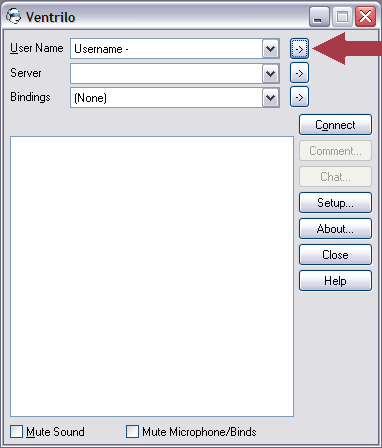 Ventrilo
User Name Username - ->
Server ->
Bindings (None) ->
Connect
Comment...
Chat...
Setup...
About...
Close
Help
Mute Sound Mute Microphone/Binds